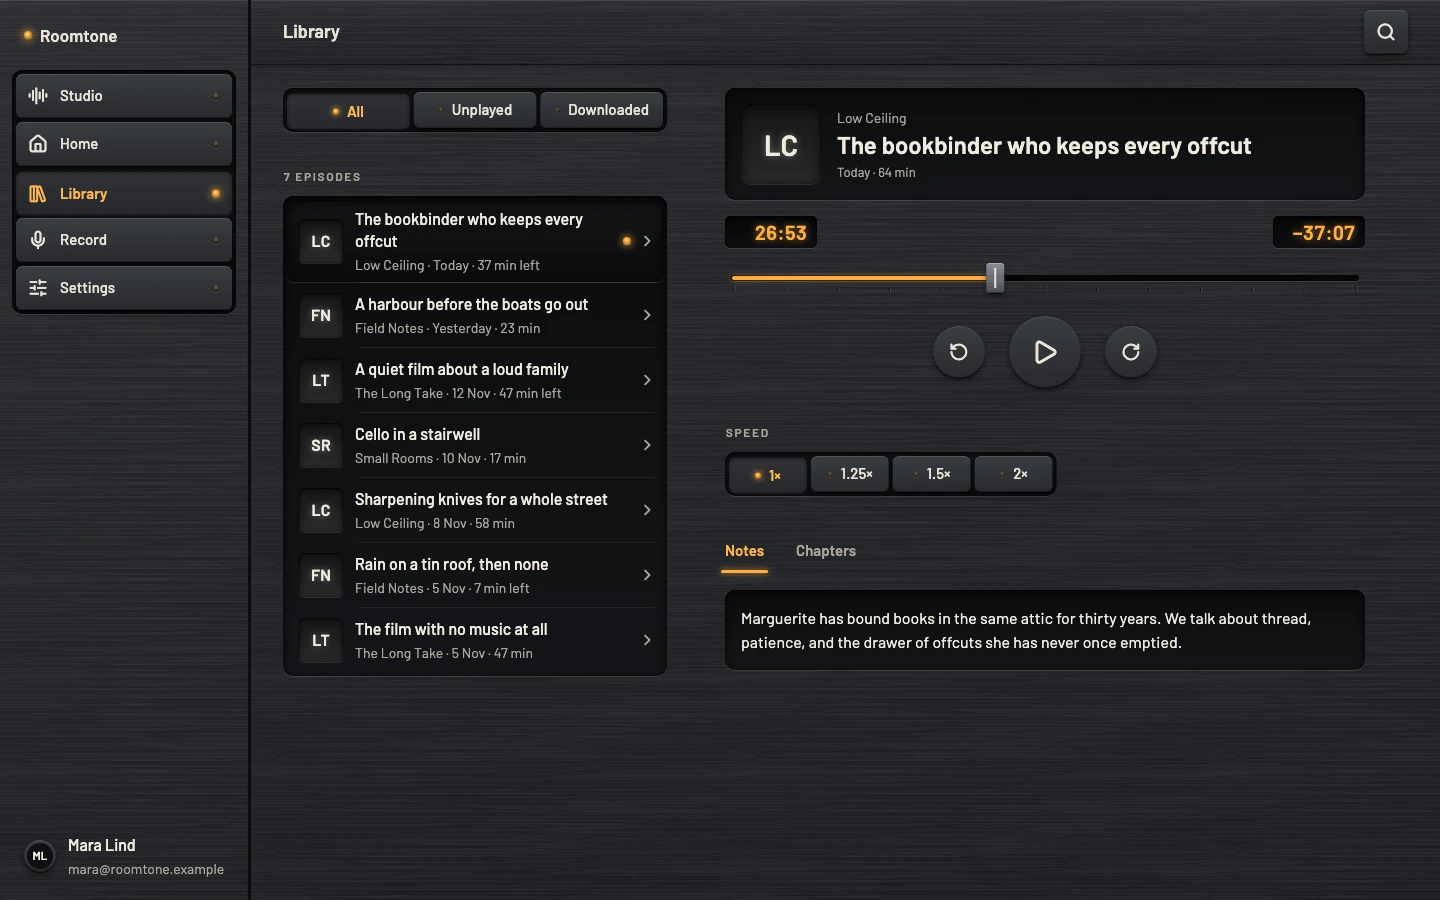 Roomtone
Studio
Home
Library
Record
Settings
Mara Lind
ML
mara@roomtone.example
Library
All
Unplayed
Downloaded
7 EPISODES
The bookbinder who keeps every
offcut
LC
Low Ceiling · Today · 37 min left
A harbour before the boats go out
FN
Field Notes · Yesterday · 23 min
A quiet film about a loud family
LT
The Long Take · 12 Nov · 47 min left
Cello in a stairwell
SR
Small Rooms · 10 Nov · 17 min
Sharpening knives for a whole street
LC
Low Ceiling · 8 Nov · 58 min
Rain on a tin roof, then none
FN
Field Notes · 5 Nov · 7 min left
The film with no music at all
LT
The Long Take · 5 Nov · 47 min
LC
Low Ceiling
The bookbinder who keeps every offcut
Today · 64 min
26:53
−37:07
SPEED
1×
1.25×
1.5×
2×
Notes
Chapters
Marguerite has bound books in the same attic for thirty years. We talk about thread,
patience, and the drawer of offcuts she has never once emptied.